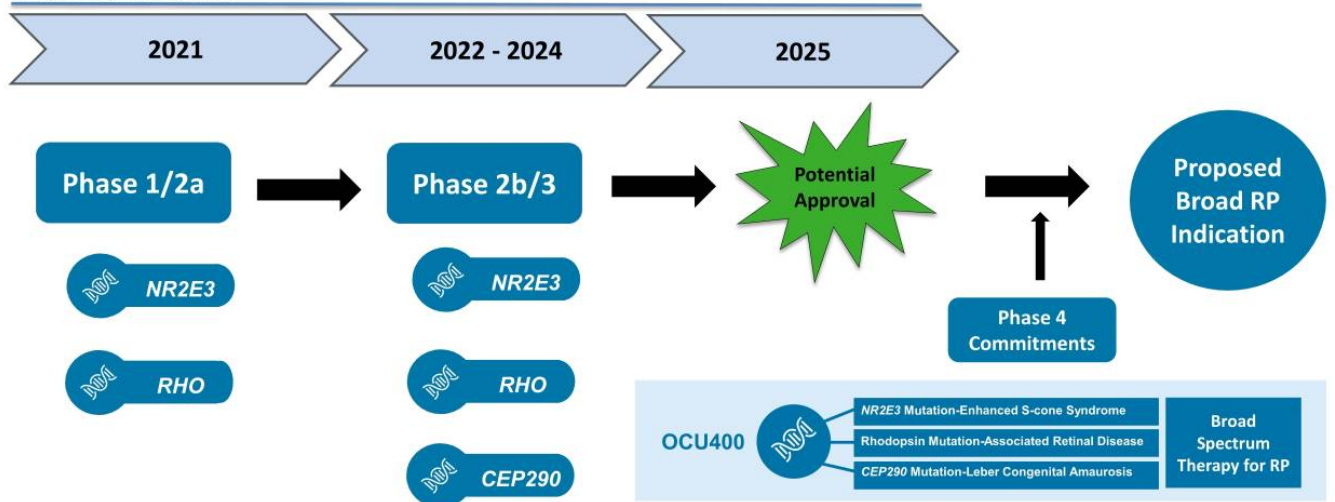 2021
2022 - 2024
2025
Phase 1/2a
Phase 2b/3
Potential
Approval
Proposed
Broad RP
Indication
NR2E3
NR2E3
RHO
RHO
CEP290
Phase 4
Commitments
OCU400
NR2E3 Mutation-Enhanced S-cone Syndrome
Rhodopsin Mutation-Associated Retinal Disease
CEP290 Mutation-Leber Congenital Amaurosis
Broad
Spectrum
Therapy for RP